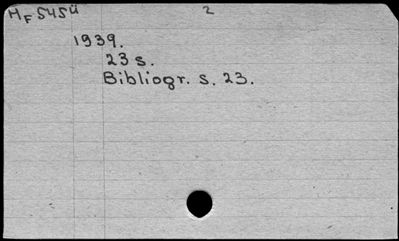 HF 545ü 2
1939.
23 s.
Bibliogr. s. 23.